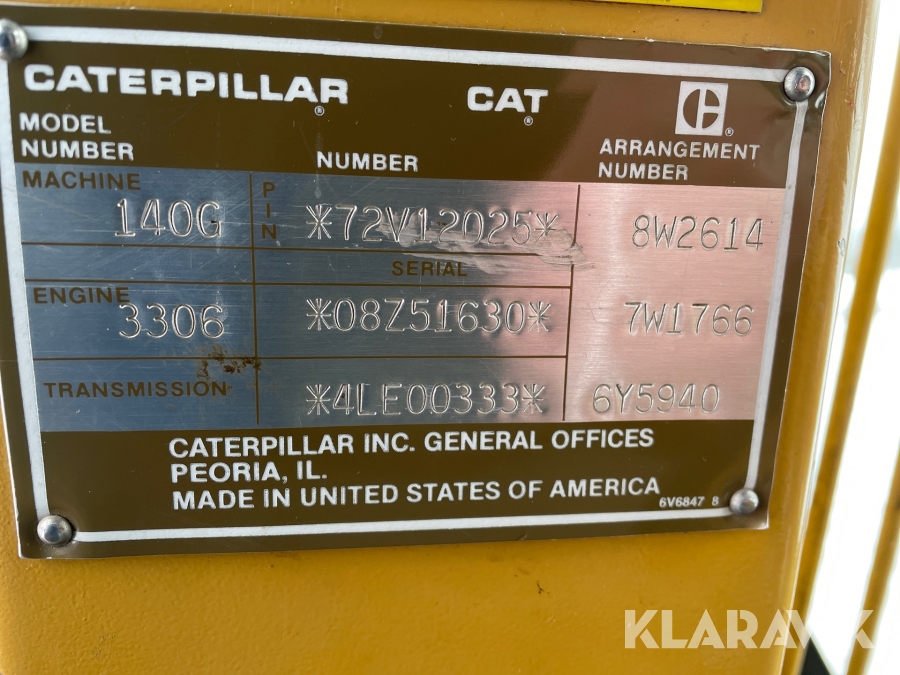 CATERPILLAR® CAT® ®
MODEL NUMBER NUMBER ARRANGEMENT NUMBER
MACHINE 140G PIN *72V12025* 8W2614
SERIAL
ENGINE 3306 *08Z51630* 7W1766
TRANSMISSION *4LE00333* 6Y5940
CATERPILLAR INC. GENERAL OFFICES
PEORIA, IL.
MADE IN UNITED STATES OF AMERICA 6V6847 8
KLARAVIK